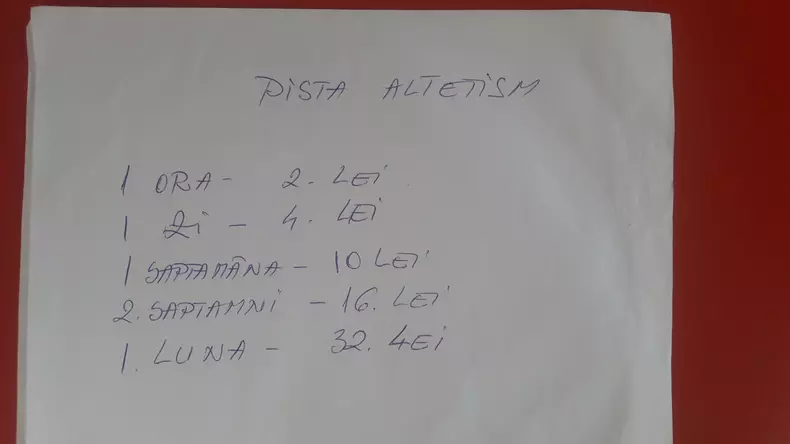 PISTA ALTETISM
1 ORA - 2. LEI
1 Zi - 4. LEI
1 SAPTAMÂNA - 10 LEI
2. SAPTAMNI - 16. LEI
1. LUNA - 32. LEI